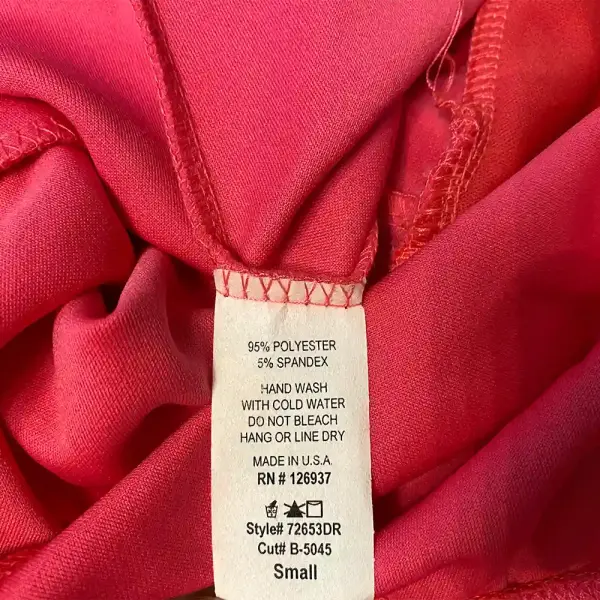 95% POLYESTER
5% SPANDEX
HAND WASH
WITH COLD WATER
DO NOT BLEACH
HANG OR LINE DRY
MADE IN U.S.A.
RN # 126937
Style# 72653DR
Cut# B-5045
Small